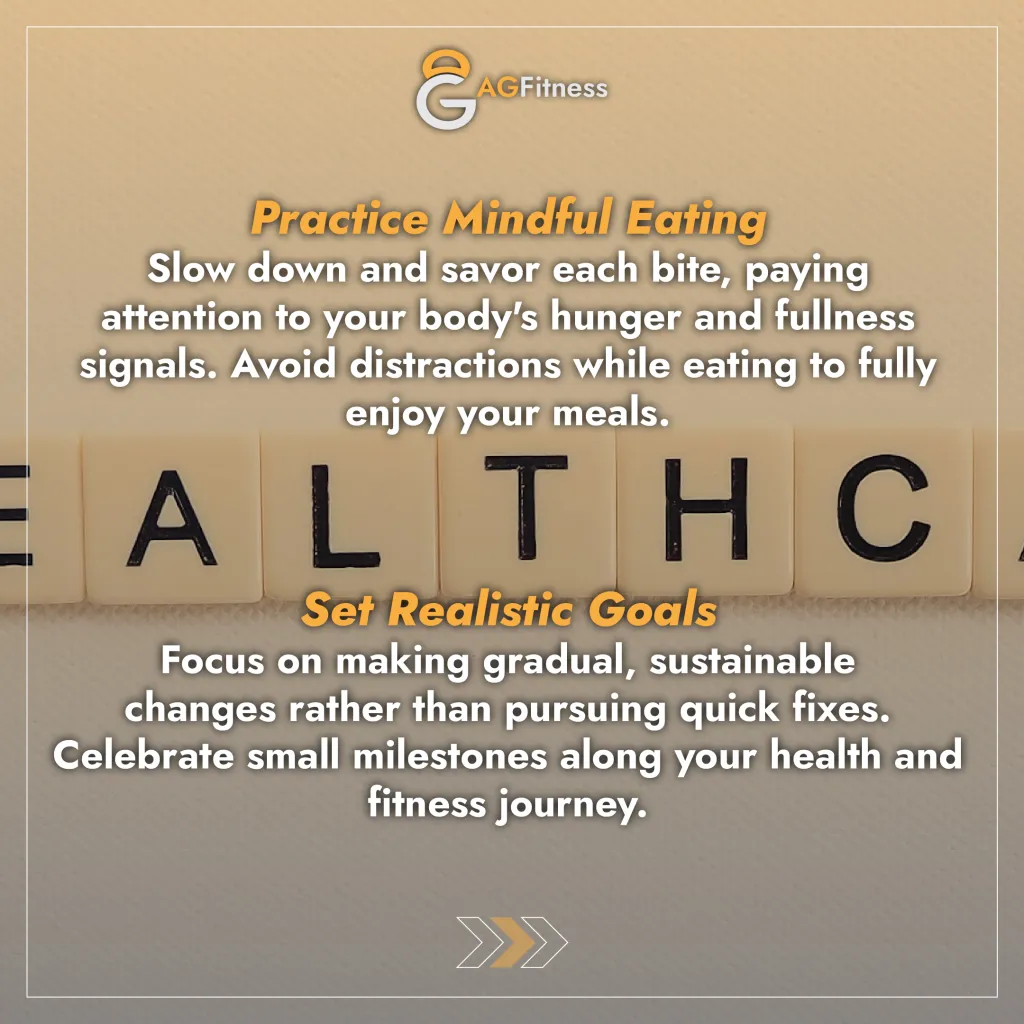 AGFitness
Practice Mindful Eating
Slow down and savor each bite, paying
attention to your body's hunger and fullness
signals. Avoid distractions while eating to fully
enjoy your meals.
EALTHC
Set Realistic Goals
Focus on making gradual, sustainable
changes rather than pursuing quick fixes.
Celebrate small milestones along your health and
fitness journey.